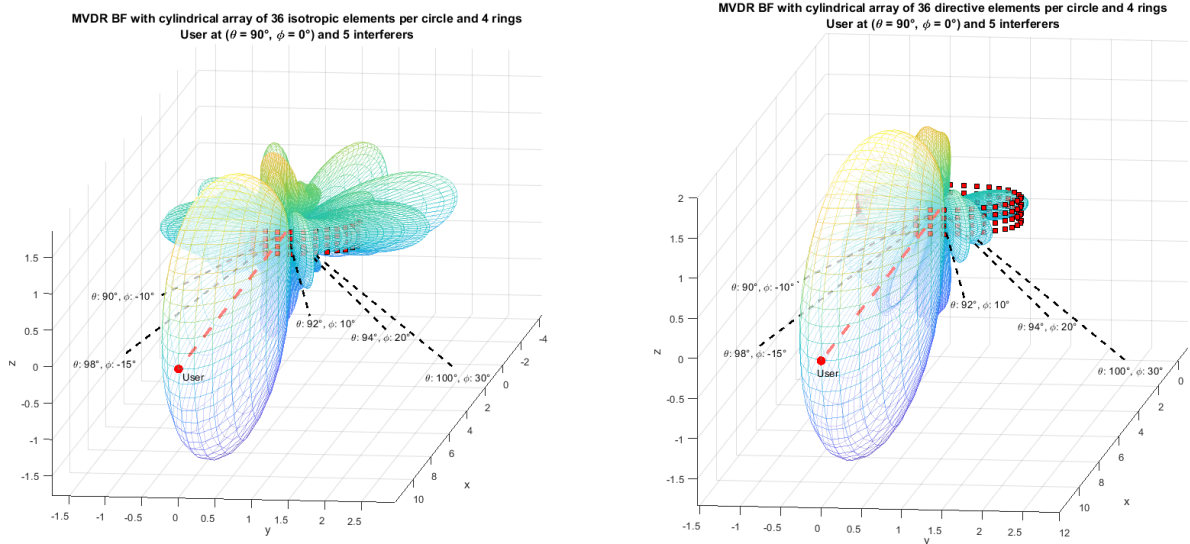 MVDR BF with cylindrical array of 36 isotropic elements per circle and 4 rings
User at (θ = 90°, ϕ = 0°) and 5 interferers
1.5
1
0.5
0
-0.5
-1
-1.5
z
-1.5
-1
-0.5
0
0.5
1
1.5
2
2.5
y
10
8
6
4
2
0
-2
-4
x
θ: 90°, ϕ: -10°
θ: 98°, ϕ: -15°
User
θ: 92°, ϕ: 10°
θ: 94°, ϕ: 20°
θ: 100°, ϕ: 30°
MVDR BF with cylindrical array of 36 directive elements per circle and 4 rings
User at (θ = 90°, ϕ = 0°) and 5 interferers
2
1.5
1
0.5
0
-0.5
-1
-1.5
z
-1.5
-1
-0.5
0
0.5
1
1.5
2
2.5
y
12
10
8
6
4
2
0
x
θ: 90°, ϕ: -10°
θ: 98°, ϕ: -15°
User
θ: 92°, ϕ: 10°
θ: 94°, ϕ: 20°
θ: 100°, ϕ: 30°